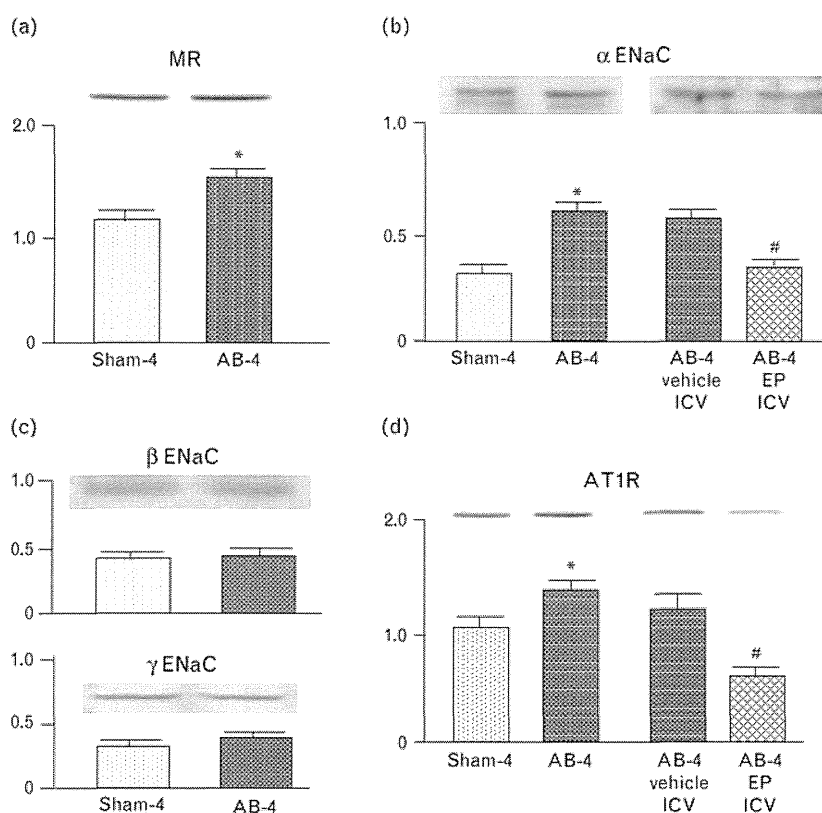 (a)
MR
2.0
*
1.0
0
Sham-4 AB-4
(b)
α ENaC
1.0
*
0.5
#
0
Sham-4 AB-4 AB-4 AB-4
vehicle EP
ICV ICV
(c)
β ENaC
1.0
0.5
0
γ ENaC
1.0
0.5
0
Sham-4 AB-4
(d)
AT1R
2.0
*
1.0
#
0
Sham-4 AB-4 AB-4 AB-4
vehicle EP
ICV ICV